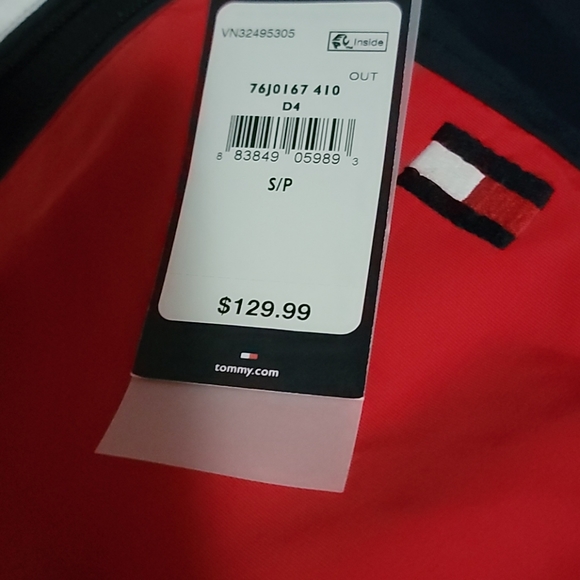 VN32495305
Inside
OUT
76J0167 410
D4
8 83849 05989 3
S/P
$129.99
tommy.com